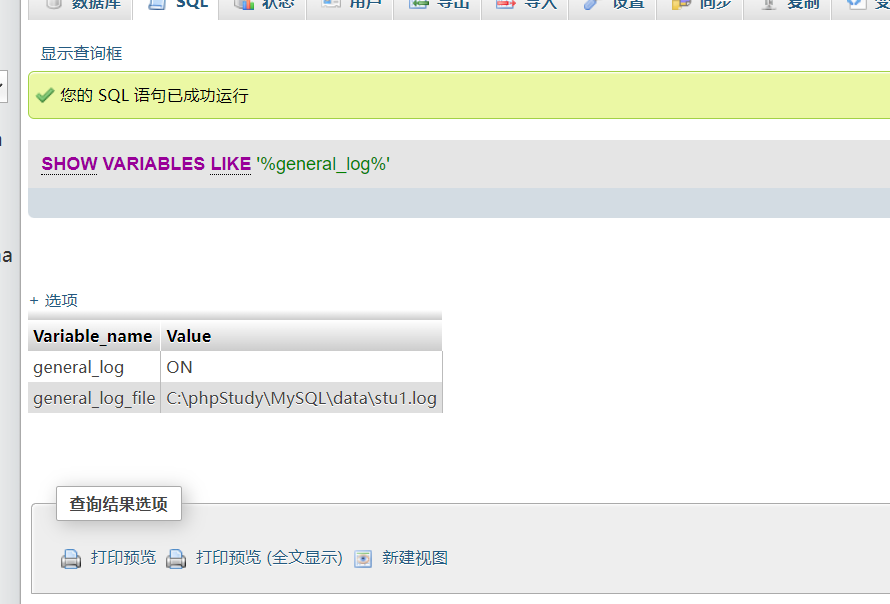 数据库 SQL 状态 用户 导出 导入 设置 同步 复制
显示查询框
您的 SQL 语句已成功运行
SHOW VARIABLES LIKE '%general_log%'
+ 选项
Variable_name Value
general_log ON
general_log_file C:\phpStudy\MySQL\data\stu1.log
查询结果选项
打印预览 打印预览 (全文显示) 新建视图